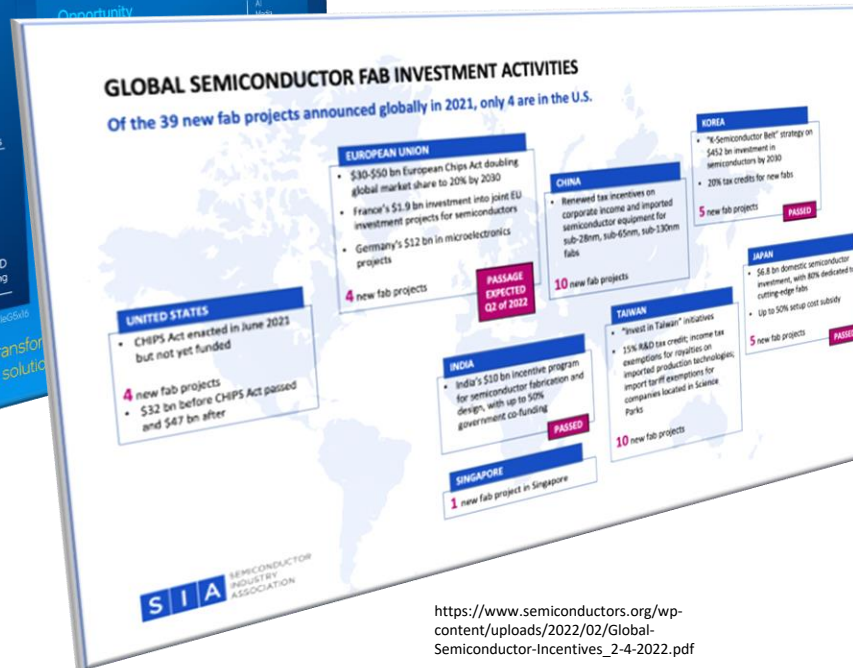 Opportunity
AI
Media
GLOBAL SEMICONDUCTOR FAB INVESTMENT ACTIVITIES
Of the 39 new fab projects announced globally in 2021, only 4 are in the U.S.
UNITED STATES
• CHIPS Act enacted in June 2021
but not yet funded
4 new fab projects
• $32 bn before CHIPS Act passed
and $47 bn after
EUROPEAN UNION
• $30-$50 bn European Chips Act doubling
global market share to 20% by 2030
• France's $1.9 bn investment into joint EU
investment projects for semiconductors
• Germany's $12 bn in microelectronics
projects
4 new fab projects
PASSAGE
EXPECTED
Q2 of 2022
CHINA
• Renewed tax incentives on
corporate income and imported
semiconductor equipment for
sub-28nm, sub-65nm, sub-130nm
fabs
10 new fab projects
KOREA
• "K-Semiconductor Belt" strategy on
$452 bn investment in
semiconductors by 2030
• 20% tax credits for new fabs
5 new fab projects
PASSED
JAPAN
• $6.8 bn domestic semiconductor
investment, with 80% dedicated to
cutting-edge fabs
• Up to 50% setup cost subsidy
5 new fab projects
PASSED
INDIA
• India's $10 bn incentive program
for semiconductor fabrication and
design, with up to 50%
government co-funding
PASSED
TAIWAN
• "Invest in Taiwan" initiatives
• 15% R&D tax credit; income tax
exemptions for royalties on
imported production technologies;
import tariff exemptions for
companies located in Science
Parks
10 new fab projects
SINGAPORE
1 new fab project in Singapore
SIA
SEMICONDUCTOR
INDUSTRY
ASSOCIATION
https://www.semiconductors.org/wp-
content/uploads/2022/02/Global-
Semiconductor-Incentives_2-4-2022.pdf